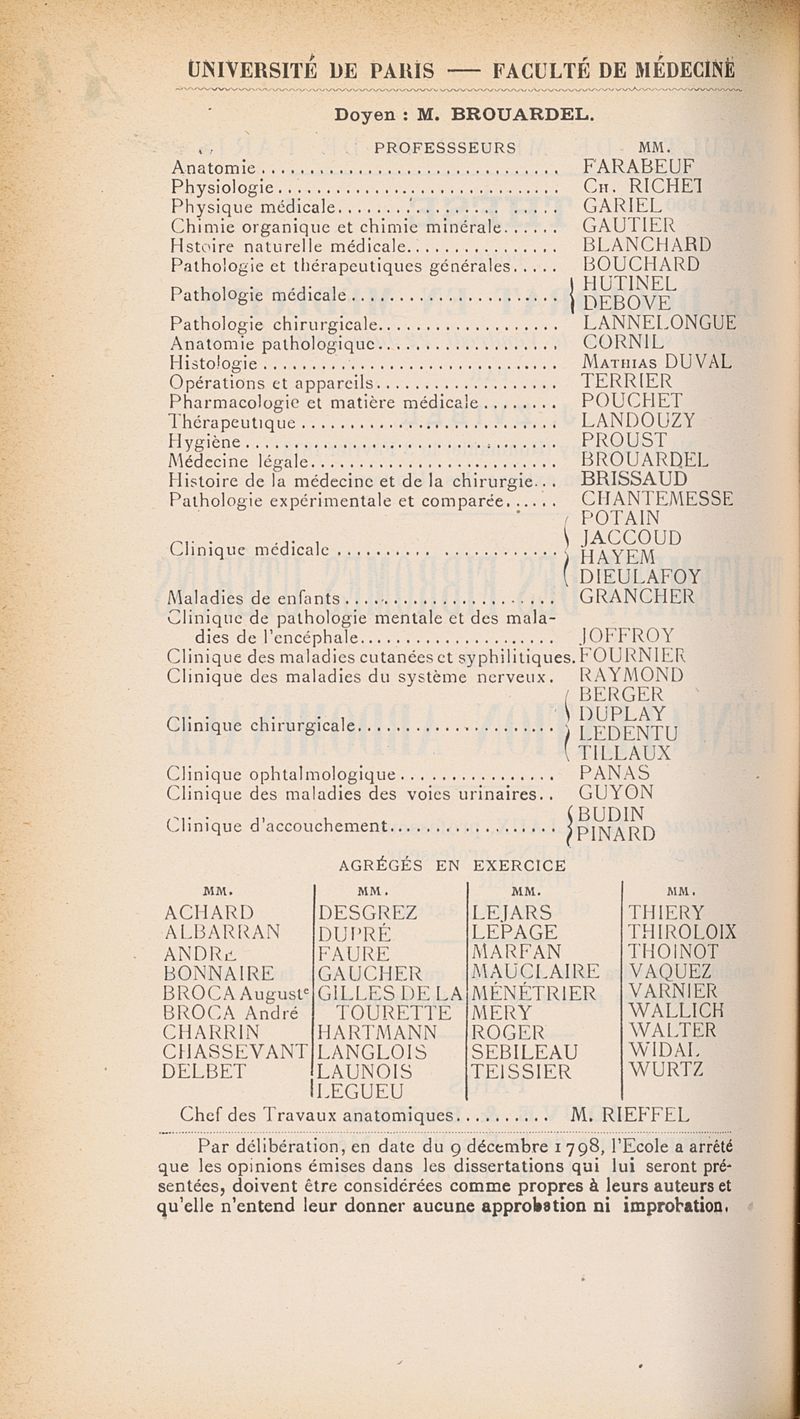 UNIVERSITÉ DE PARIS — FACULTÉ DE MÉDECINE
Doyen : M. BROUARDEL.
PROFESSSEURS MM.
Anatomie.............................. FARABEUF
Physiologie............................ CH. RICHET
Physique médicale...................... GARIEL
Chimie organique et chimie minérale...... GAUTIER
Hstoire naturelle médicale............... BLANCHARD
Pathologie et thérapeutiques générales..... BOUCHARD
Pathologie médicale..................... { HUTINEL
DEBOVE
Pathologie chirurgicale.................. LANNELONGUE
Anatomie pathologique.................. CORNIL
Histologie............................. MATHIAS DUVAL
Opérations et appareils.................. TERRIER
Pharmacologie et matière médicale........ POUCHET
Thérapeutique.......................... LANDOUZY
Hygiène............................... PROUST
Médecine légale......................... BROUARDEL
Histoire de la médecine et de la chirurgie... BRISSAUD
Pathologie expérimentale et comparée...... CHANTEMESSE
Clinique médicale ...................... { POTAIN
JACCOUD
HAYEM
DIEULAFOY
Maladies de enfants..................... GRANCHER
Clinique de pathologie mentale et des mala-
dies de l'encéphale.................... JOFFROY
Clinique des maladies cutanées et syphilitiques. FOURNIER
Clinique des maladies du système nerveux. RAYMOND
Clinique chirurgicale.................... { BERGER
DUPLAY
LEDENTU
TILLAUX
Clinique ophtalmologique................ PANAS
Clinique des maladies des voies urinaires.. GUYON
Clinique d'accouchement................. { BUDIN
PINARD
AGRÉGÉS EN EXERCICE
MM. MM. MM. MM.
ACHARD DESGREZ LEJARS THIERY
ALBARRAN DUPRÉ LEPAGE THIROLOIX
ANDRÉ FAURE MARFAN THOINOT
BONNAIRE GAUCHER MAUCLAIRE VAQUEZ
BROCA Auguste GILLES DE LA MÉNÉTRIER VARNIER
BROCA André TOURETTE MERY WALLICH
CHARRIN HARTMANN ROGER WALTER
CHASSEVANT LANGLOIS SEBILEAU WIDAL
DELBET LAUNOIS TEISSIER WURTZ
LEGUEU
Chef des Travaux anatomiques.......... M. RIEFFEL
Par délibération, en date du 9 décembre 1798, l'Ecole a arrêté
que les opinions émises dans les dissertations qui lui seront pré-
sentées, doivent être considérées comme propres à leurs auteurs et
qu'elle n'entend leur donner aucune approbation ni improbation.